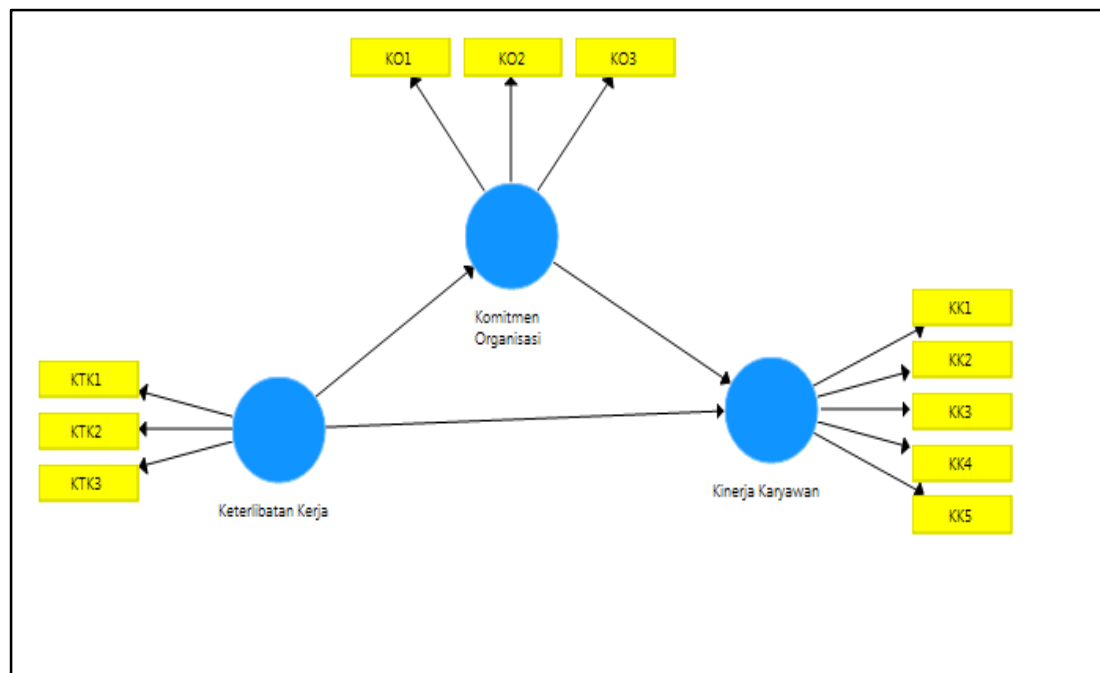 KO1
KO2
KO3
Komitmen
Organisasi
KTK1
KTK2
KTK3
Keterlibatan Kerja
KK1
KK2
KK3
KK4
KK5
Kinerja Karyawan